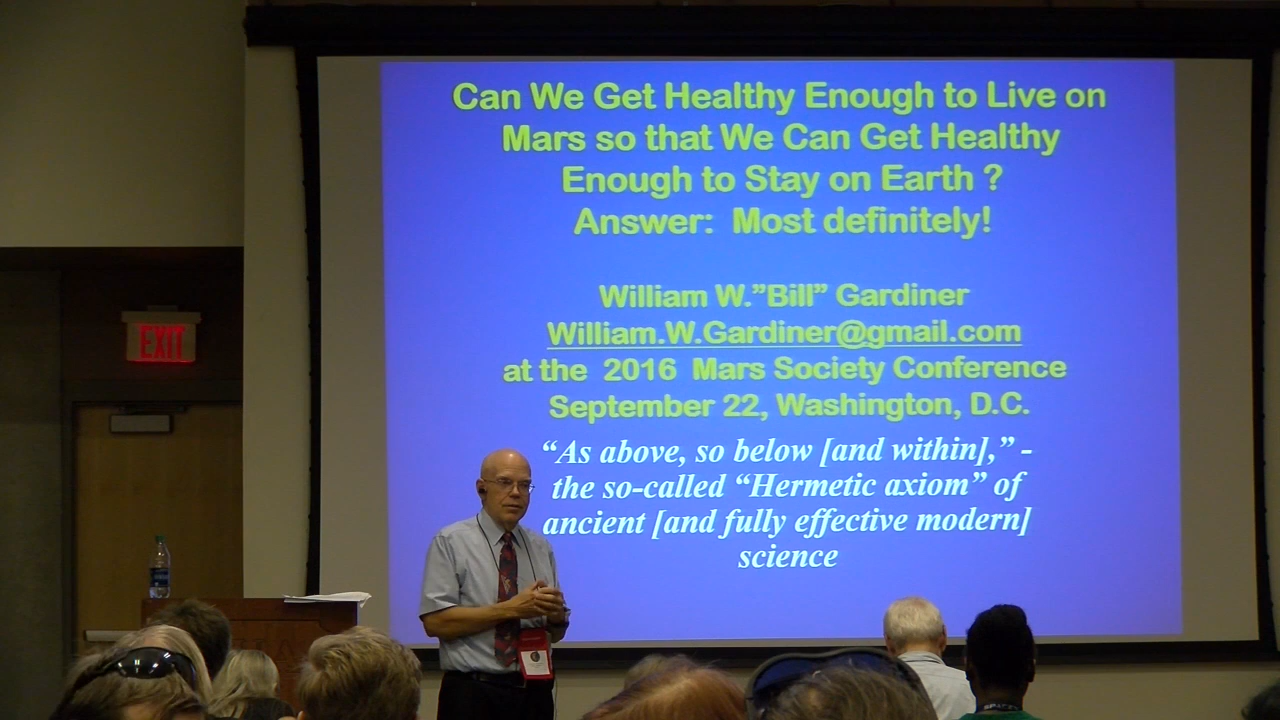 Can We Get Healthy Enough to Live on
Mars so that We Can Get Healthy
Enough to Stay on Earth ?
Answer:  Most definitely!
William W."Bill" Gardiner
William.W.Gardiner@gmail.com
at the  2016  Mars Society Conference
September 22, Washington, D.C.
“As above, so below [and within],” -
the so-called “Hermetic axiom” of
ancient [and fully effective modern]
science
EXIT